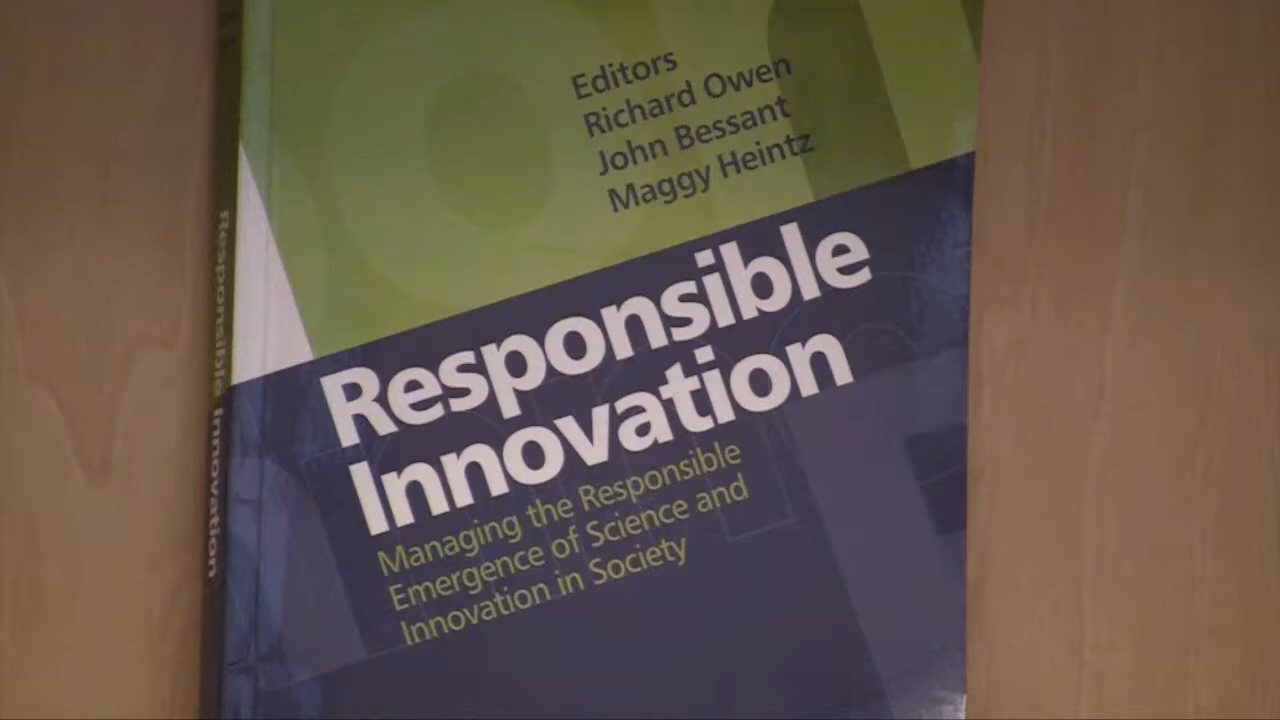 Editors
Richard Owen
John Bessant
Maggy Heintz
Responsible
Innovation
Managing the Responsible
Emergence of Science and
Innovation in Society
Responsible Innovation